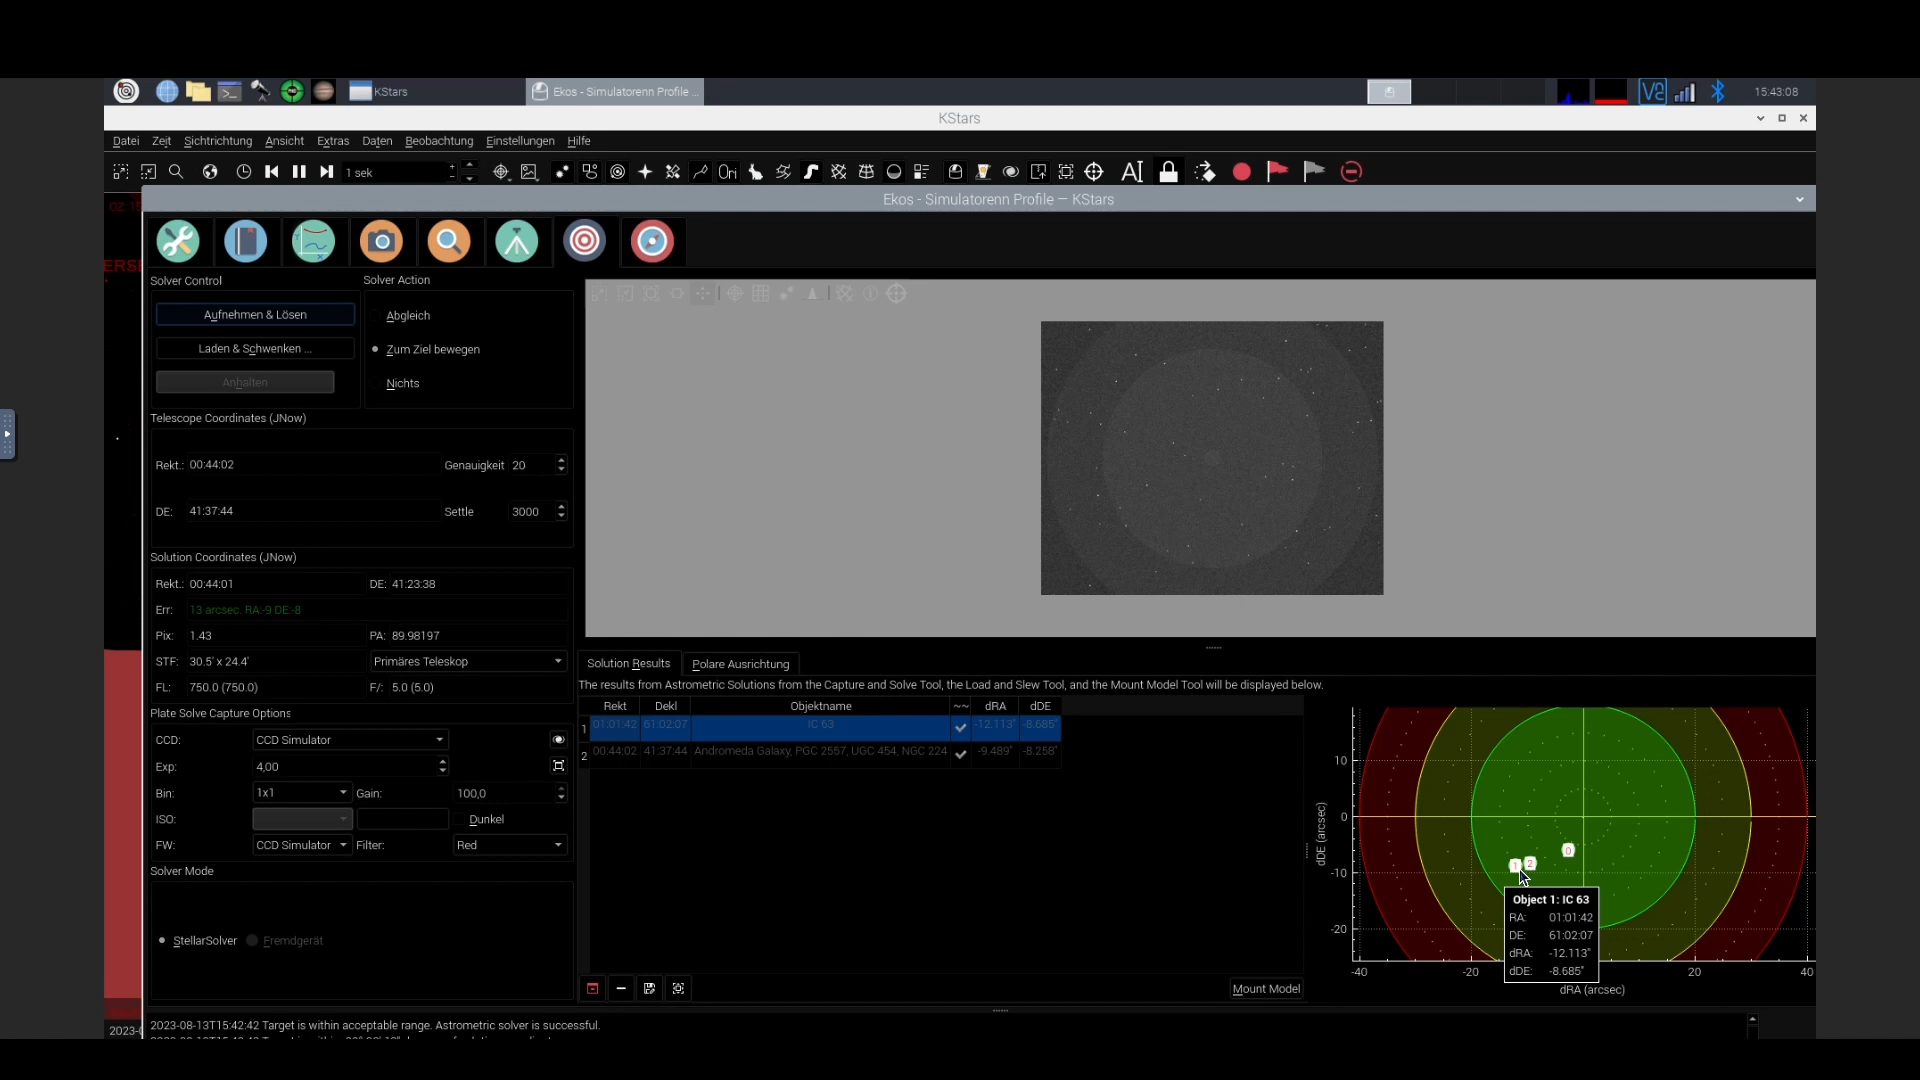 KStars
Ekos - Simulatorenn Profile ...
15:43:08
KStars
Datei Zeit Sichtrichtung Ansicht Extras Daten Beobachtung Einstellungen Hilfe
1 sek
Ori
AI
Ekos - Simulatorenn Profile — KStars
Solver Control
Solver Action
Aufnehmen & Lösen
Abgleich
Laden & Schwenken ...
Zum Ziel bewegen
Anhalten
Nichts
Telescope Coordinates (JNow)
Rekt.: 00:44:02 Genauigkeit 20
DE: 41:37:44 Settle 3000
Solution Coordinates (JNow)
Rekt.: 00:44:01 DE: 41:23:38
Err: 13 arcsec. RA:-9 DE:-8
Pix: 1.43 PA: 89.98197
STF: 30.5' x 24.4' Primäres Teleskop
FL: 750.0 (750.0) F/: 5.0 (5.0)
Plate Solve Capture Options
CCD: CCD Simulator
Exp: 4,00
Bin: 1x1 Gain: 100,0
ISO: Dunkel
FW: CCD Simulator Filter: Red
Solver Mode
StellarSolver Fremdgerät
Solution Results Polare Ausrichtung
The results from Astrometric Solutions from the Capture and Solve Tool, the Load and Slew Tool, and the Mount Model Tool will be displayed below.
Rekt Dekl Objektname ~~ dRA dDE
1 01:01:42 61:02:07 IC 63 -12.113" -8.685"
2 00:44:02 41:37:44 Andromeda Galaxy, PGC 2557, UGC 454, NGC 224 -9.489" -8.258"
Mount Model
dDE (arcsec)
10
0
-10
-20
-40
-20
20
40
dRA (arcsec)
0
1
2
Object 1: IC 63
RA: 01:01:42
DE: 61:02:07
dRA: -12.113"
dDE: -8.685"
2023-08-13T15:42:42 Target is within acceptable range. Astrometric solver is successful.